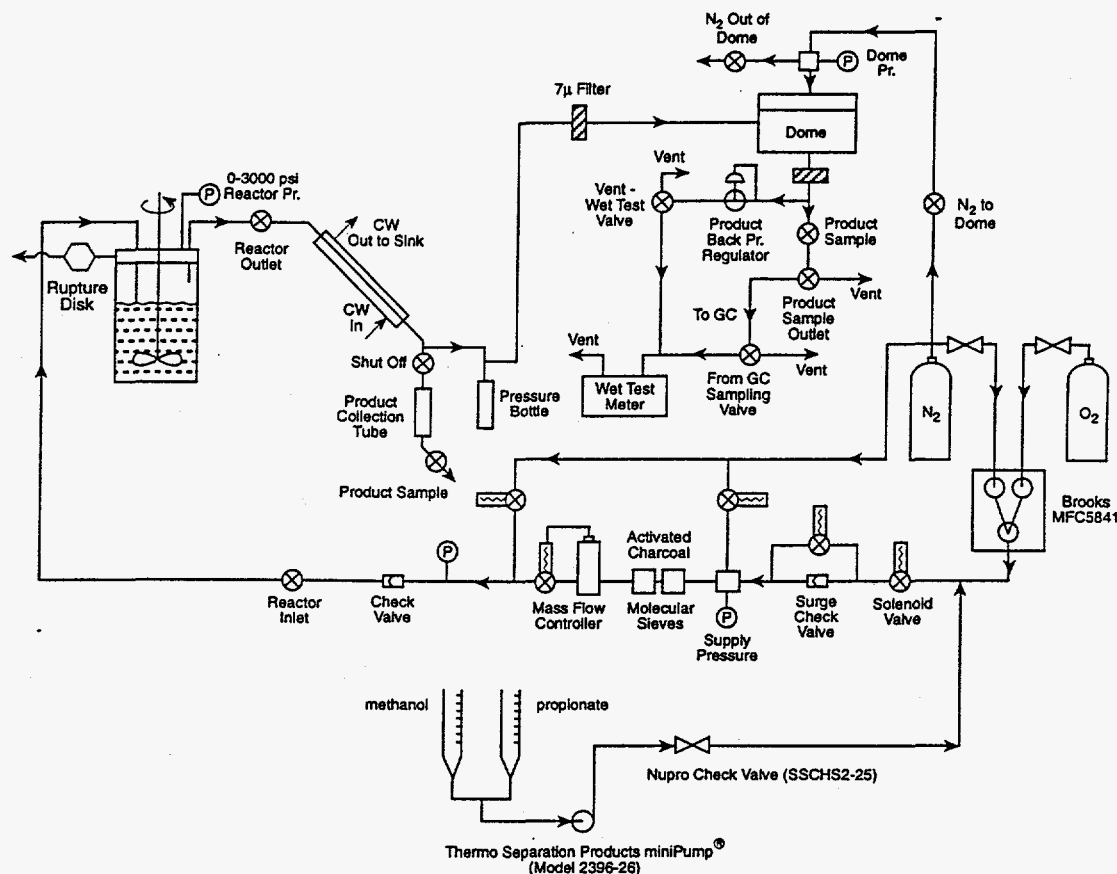 N2 Out of
Dome
P
Dome
Pr.
7μ Filter
Dome
Vent
P
0-3000 psi
Reactor Pr.
Vent -
Wet Test
Valve
N2 to
Dome
CW
Out to Sink
Product
Back Pr.
Regulator
Product
Sample
Reactor
Outlet
Rupture
Disk
CW
In
To GC
Product
Sample
Outlet
Vent
Shut Off
Vent
From GC
Sampling
Valve
Vent
Wet Test
Meter
Product
Collection
Tube
Pressure
Bottle
N2
O2
Product Sample
Brooks
MFC5841
P
Activated
Charcoal
Reactor
Inlet
Check
Valve
Mass Flow
Controller
Molecular
Sieves
P
Supply
Pressure
Surge
Check
Valve
Solenoid
Valve
methanol
propionate
Nupro Check Valve (SSCHS2-25)
Thermo Separation Products miniPump®
(Model 2396-26)